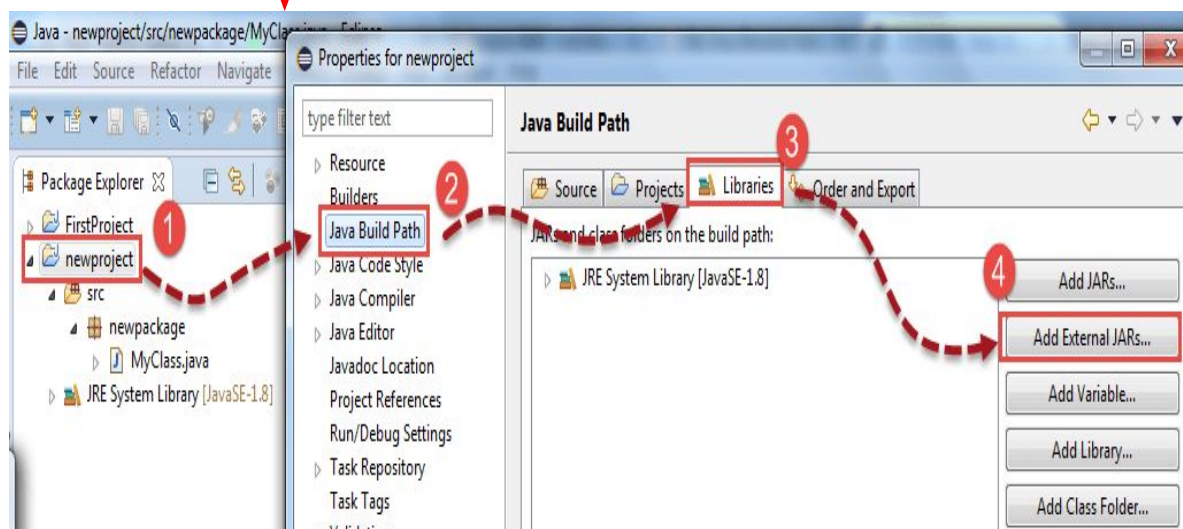 Java - newproject/src/newpackage/MyClass.java - Eclipse
File Edit Source Refactor Navigate
Package Explorer
FirstProject
newproject
src
newpackage
MyClass.java
JRE System Library [JavaSE-1.8]
1
Properties for newproject
type filter text
Resource
Builders
Java Build Path
Java Code Style
Java Compiler
Java Editor
Javadoc Location
Project References
Run/Debug Settings
Task Repository
Task Tags
2
Java Build Path
3
Source Projects Libraries Order and Export
JARs and class folders on the build path:
JRE System Library [JavaSE-1.8]
4
Add JARs...
Add External JARs...
Add Variable...
Add Library...
Add Class Folder...